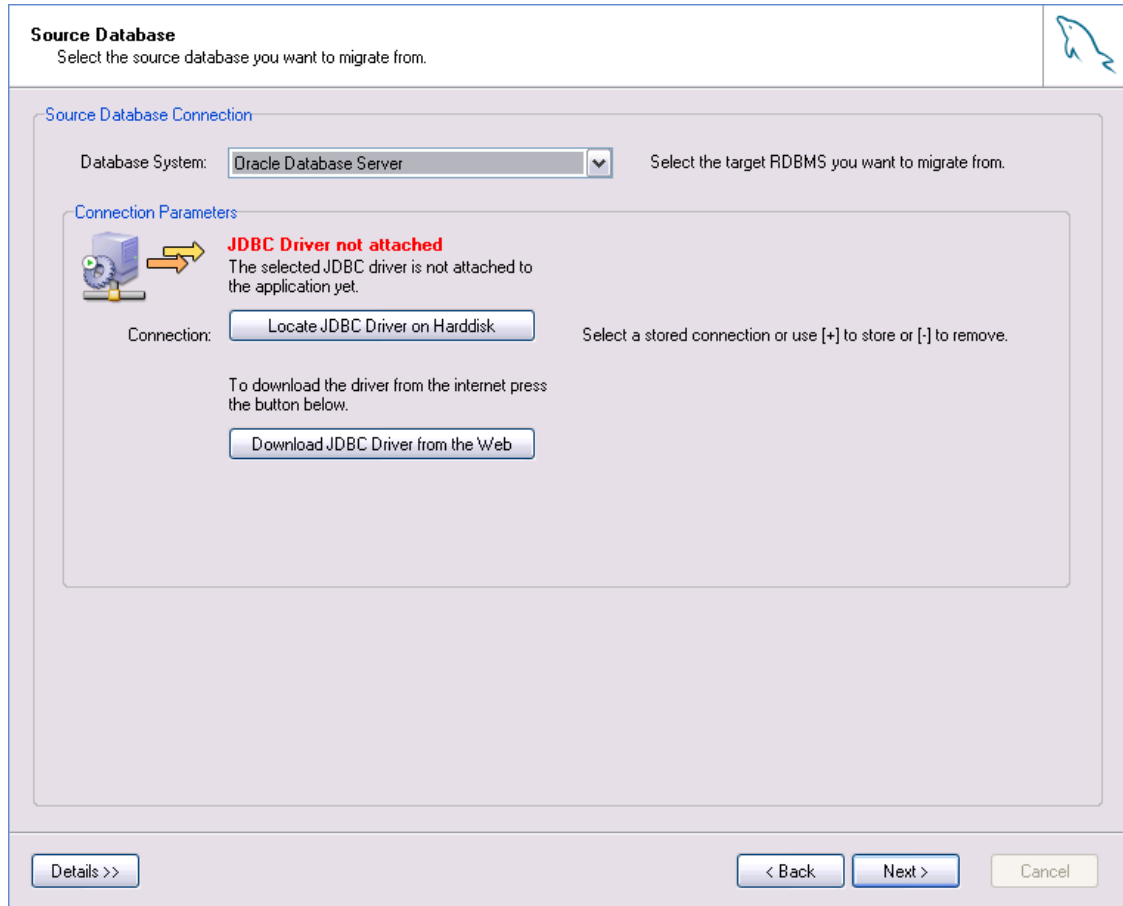 Source Database
Select the source database you want to migrate from.
Source Database Connection
Database System:
Oracle Database Server
Select the target RDBMS you want to migrate from.
Connection Parameters
JDBC Driver not attached
The selected JDBC driver is not attached to
the application yet.
Connection:
Locate JDBC Driver on Harddisk
Select a stored connection or use [+] to store or [-] to remove.
To download the driver from the internet press
the button below.
Download JDBC Driver from the Web
Details >>
< Back
Next >
Cancel